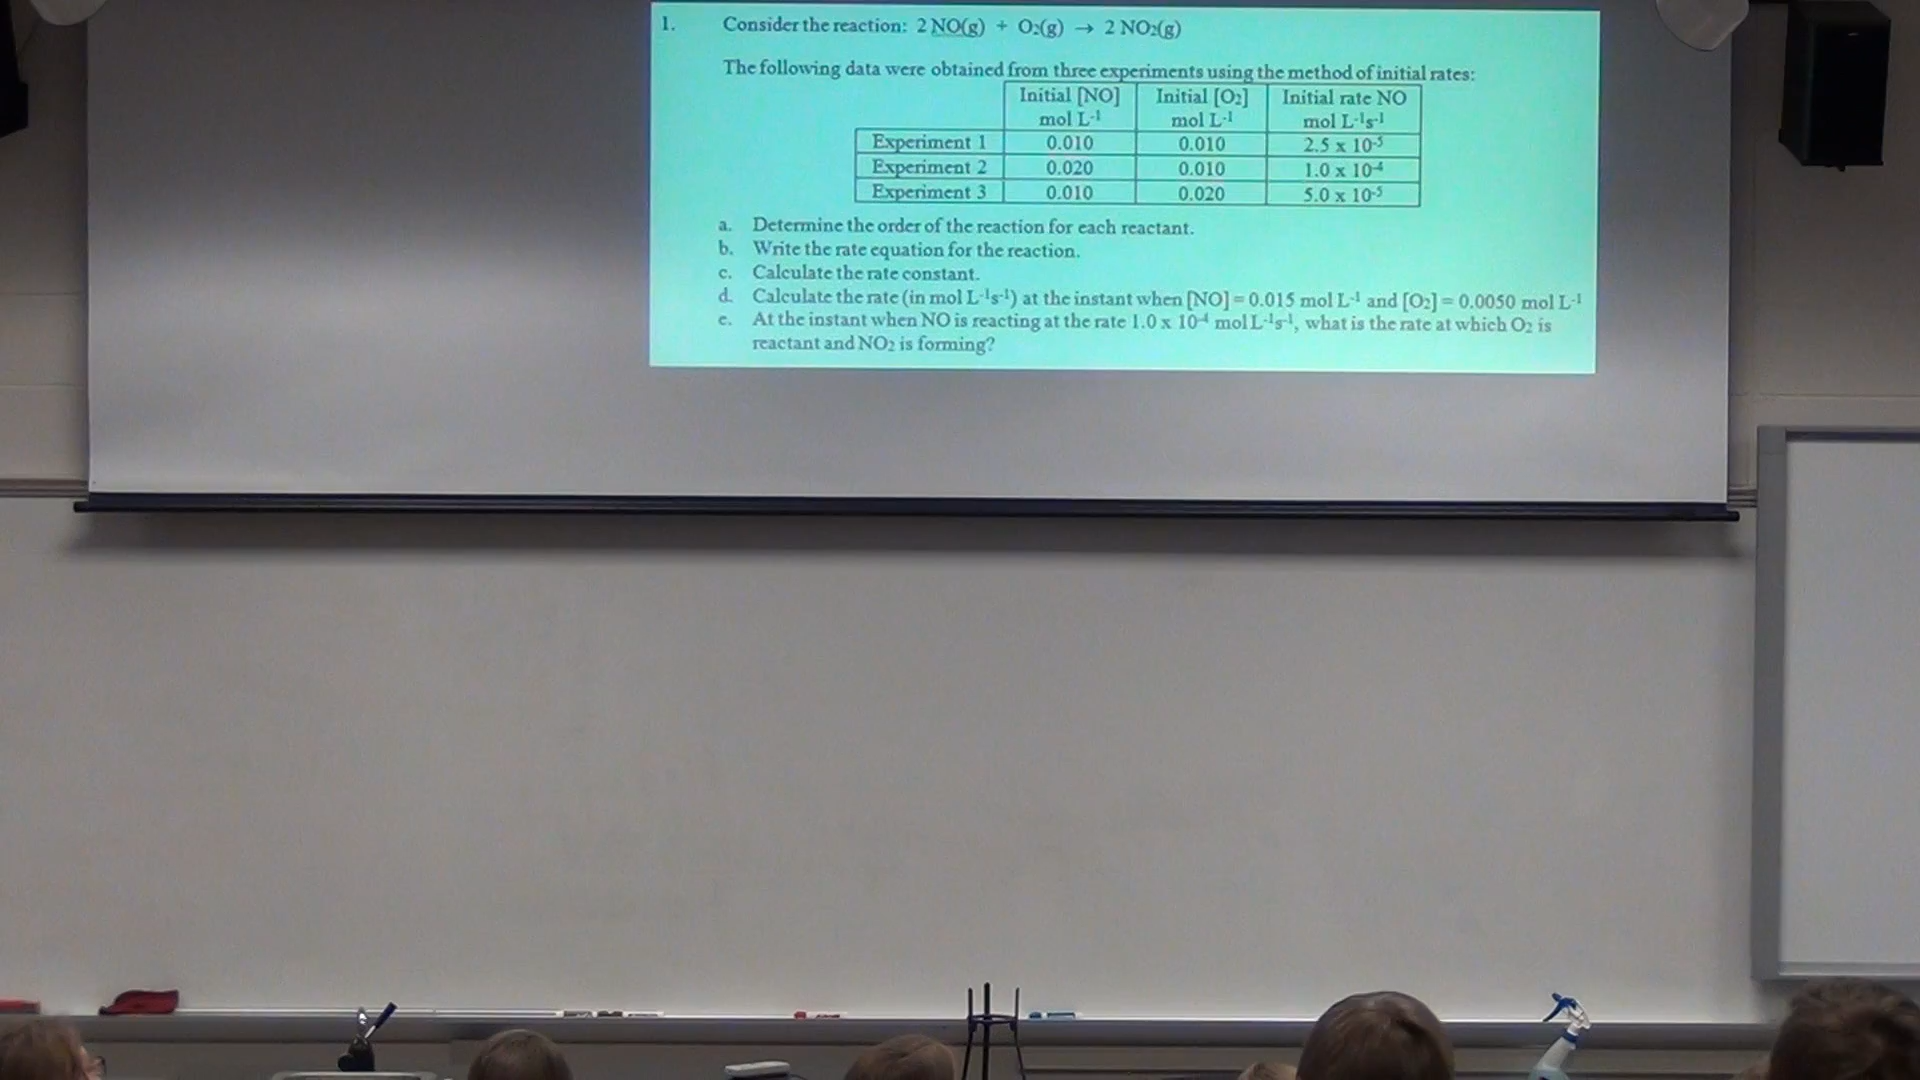 1. Consider the reaction: 2 NO(g) + O₂(g) → 2 NO₂(g)
The following data were obtained from three experiments using the method of initial rates:
Initial [NO] Initial [O₂] Initial rate NO
mol L⁻¹ mol L⁻¹ mol L⁻¹s⁻¹
Experiment 1 0.010 0.010 2.5 x 10⁻⁵
Experiment 2 0.020 0.010 1.0 x 10⁻⁴
Experiment 3 0.010 0.020 5.0 x 10⁻⁵
a. Determine the order of the reaction for each reactant.
b. Write the rate equation for the reaction.
c. Calculate the rate constant.
d. Calculate the rate (in mol L⁻¹s⁻¹) at the instant when [NO] = 0.015 mol L⁻¹ and [O₂] = 0.0050 mol L⁻¹
e. At the instant when NO is reacting at the rate 1.0 x 10⁻⁴ mol L⁻¹s⁻¹, what is the rate at which O₂ is
reactant and NO₂ is forming?